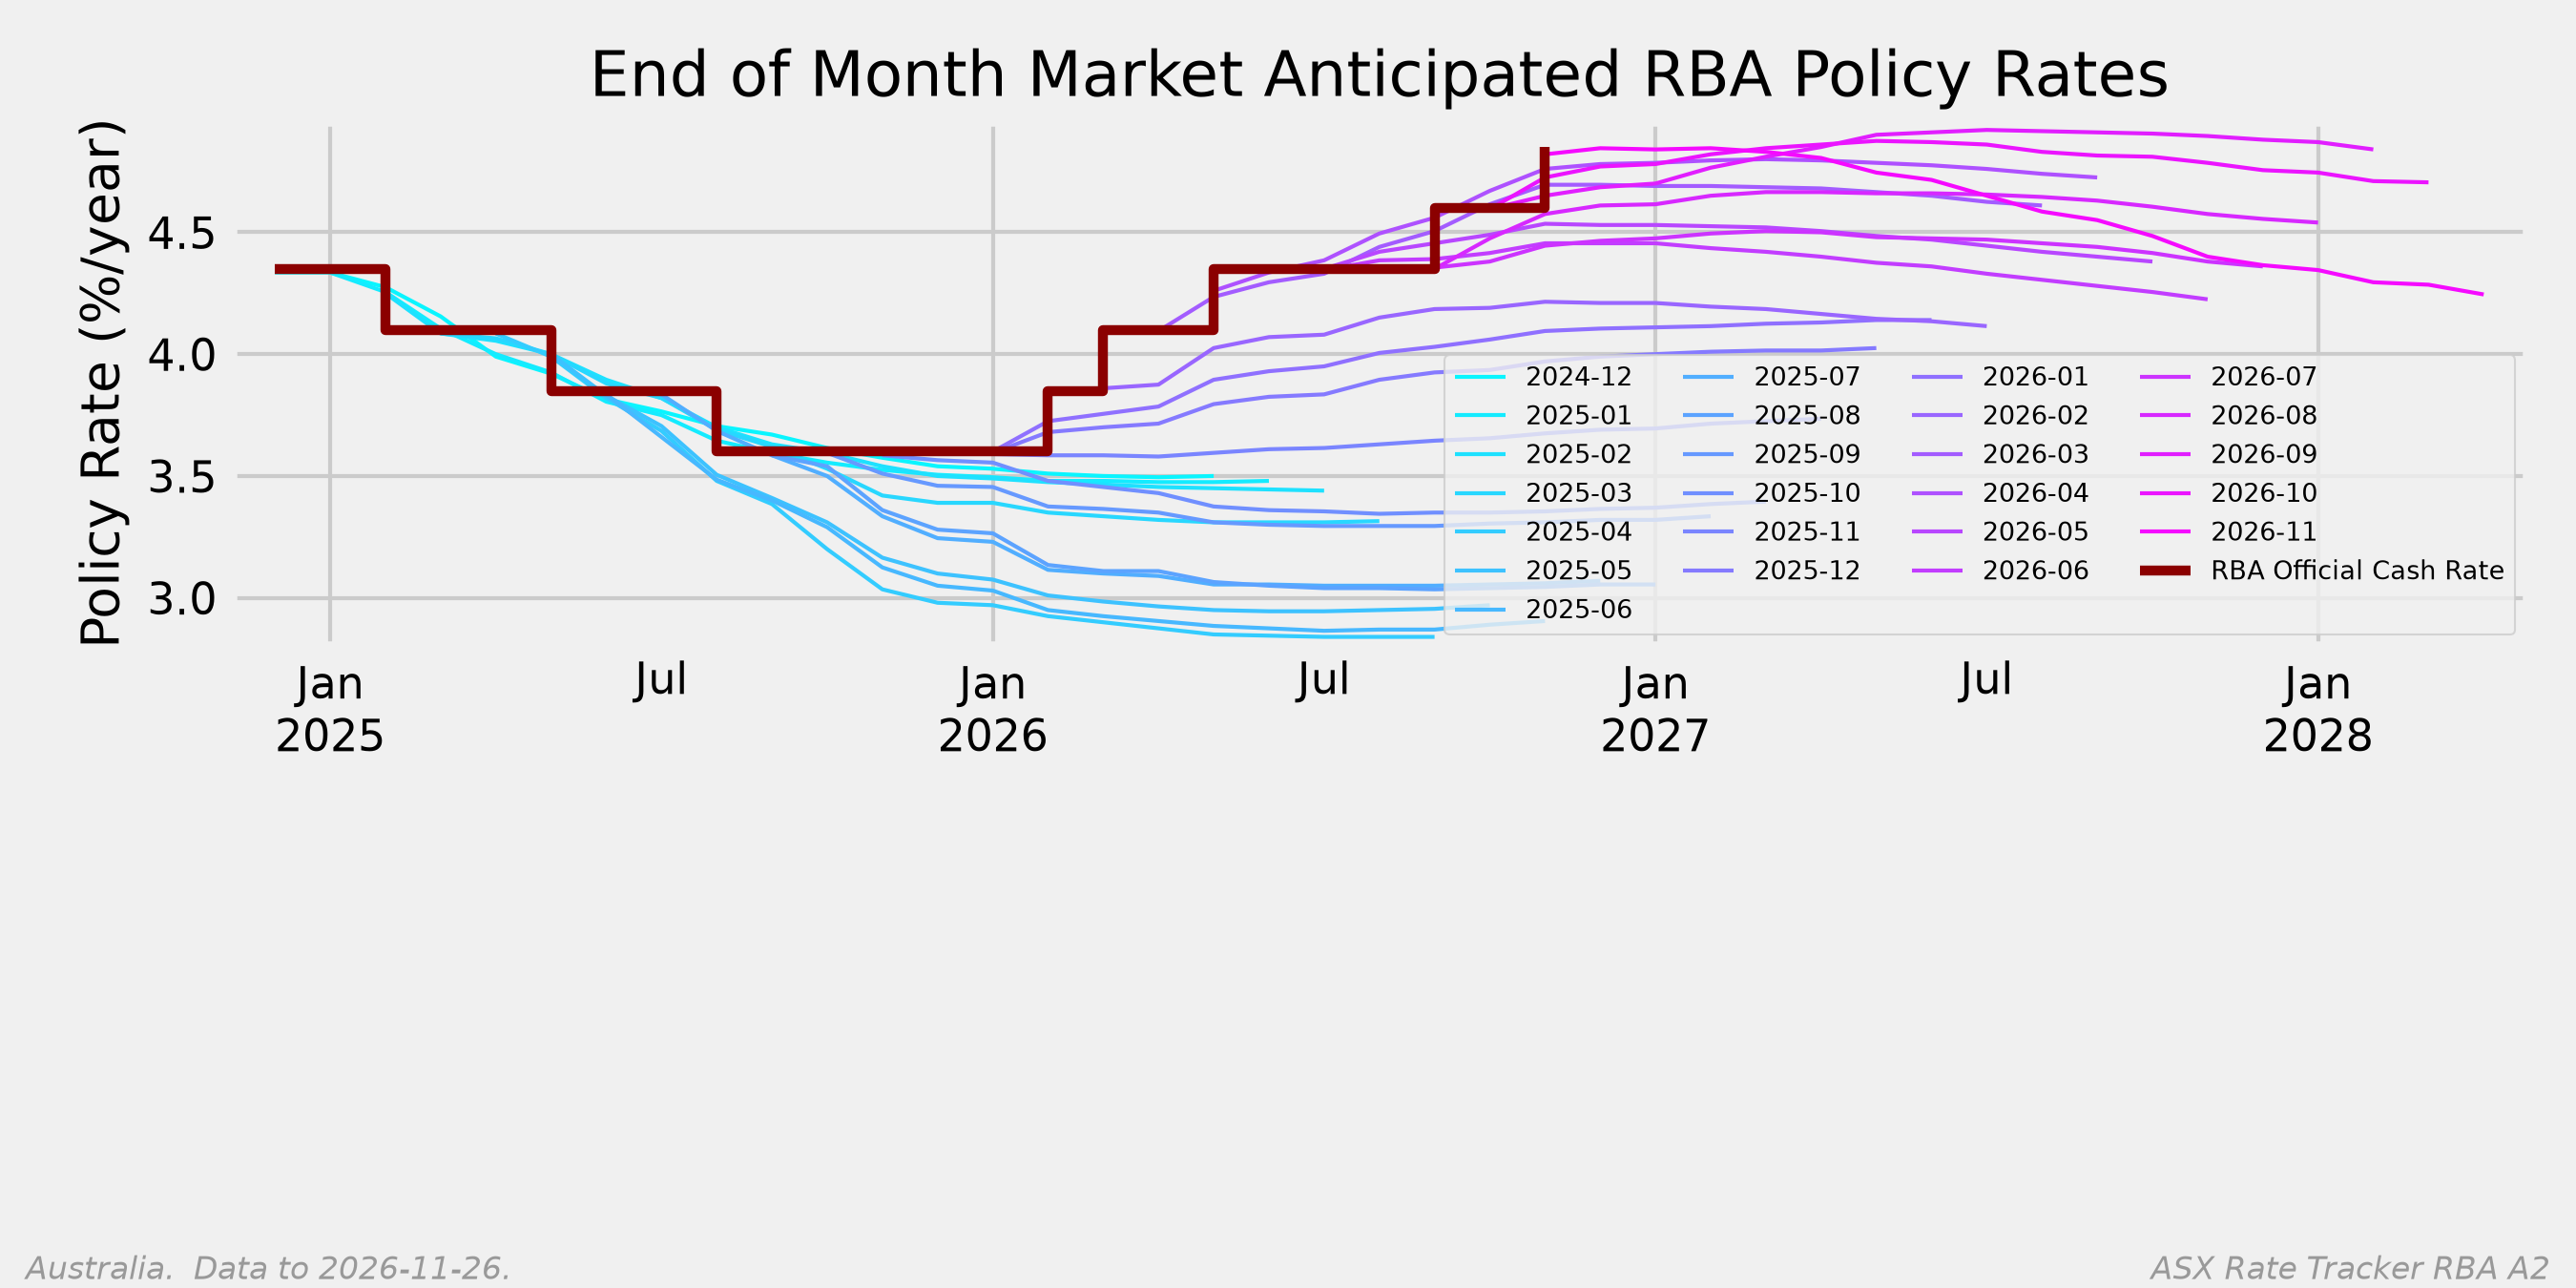 End of Month Market Anticipated RBA Policy Rates
Policy Rate (%/year)
4.5
4.0
3.5
3.0
2024-12
2025-01
2025-02
2025-03
2025-04
2025-05
2025-06
2025-07
2025-08
2025-09
2025-10
2025-11
2025-12
2026-01
2026-02
2026-03
2026-04
2026-05
2026-06
2026-07
2026-08
2026-09
2026-10
2026-11
RBA Official Cash Rate
Jan
2025
Jul
Jan
2026
Jul
Jan
2027
Jul
Jan
2028
Australia. Data to 2026-11-26.
ASX Rate Tracker RBA A2